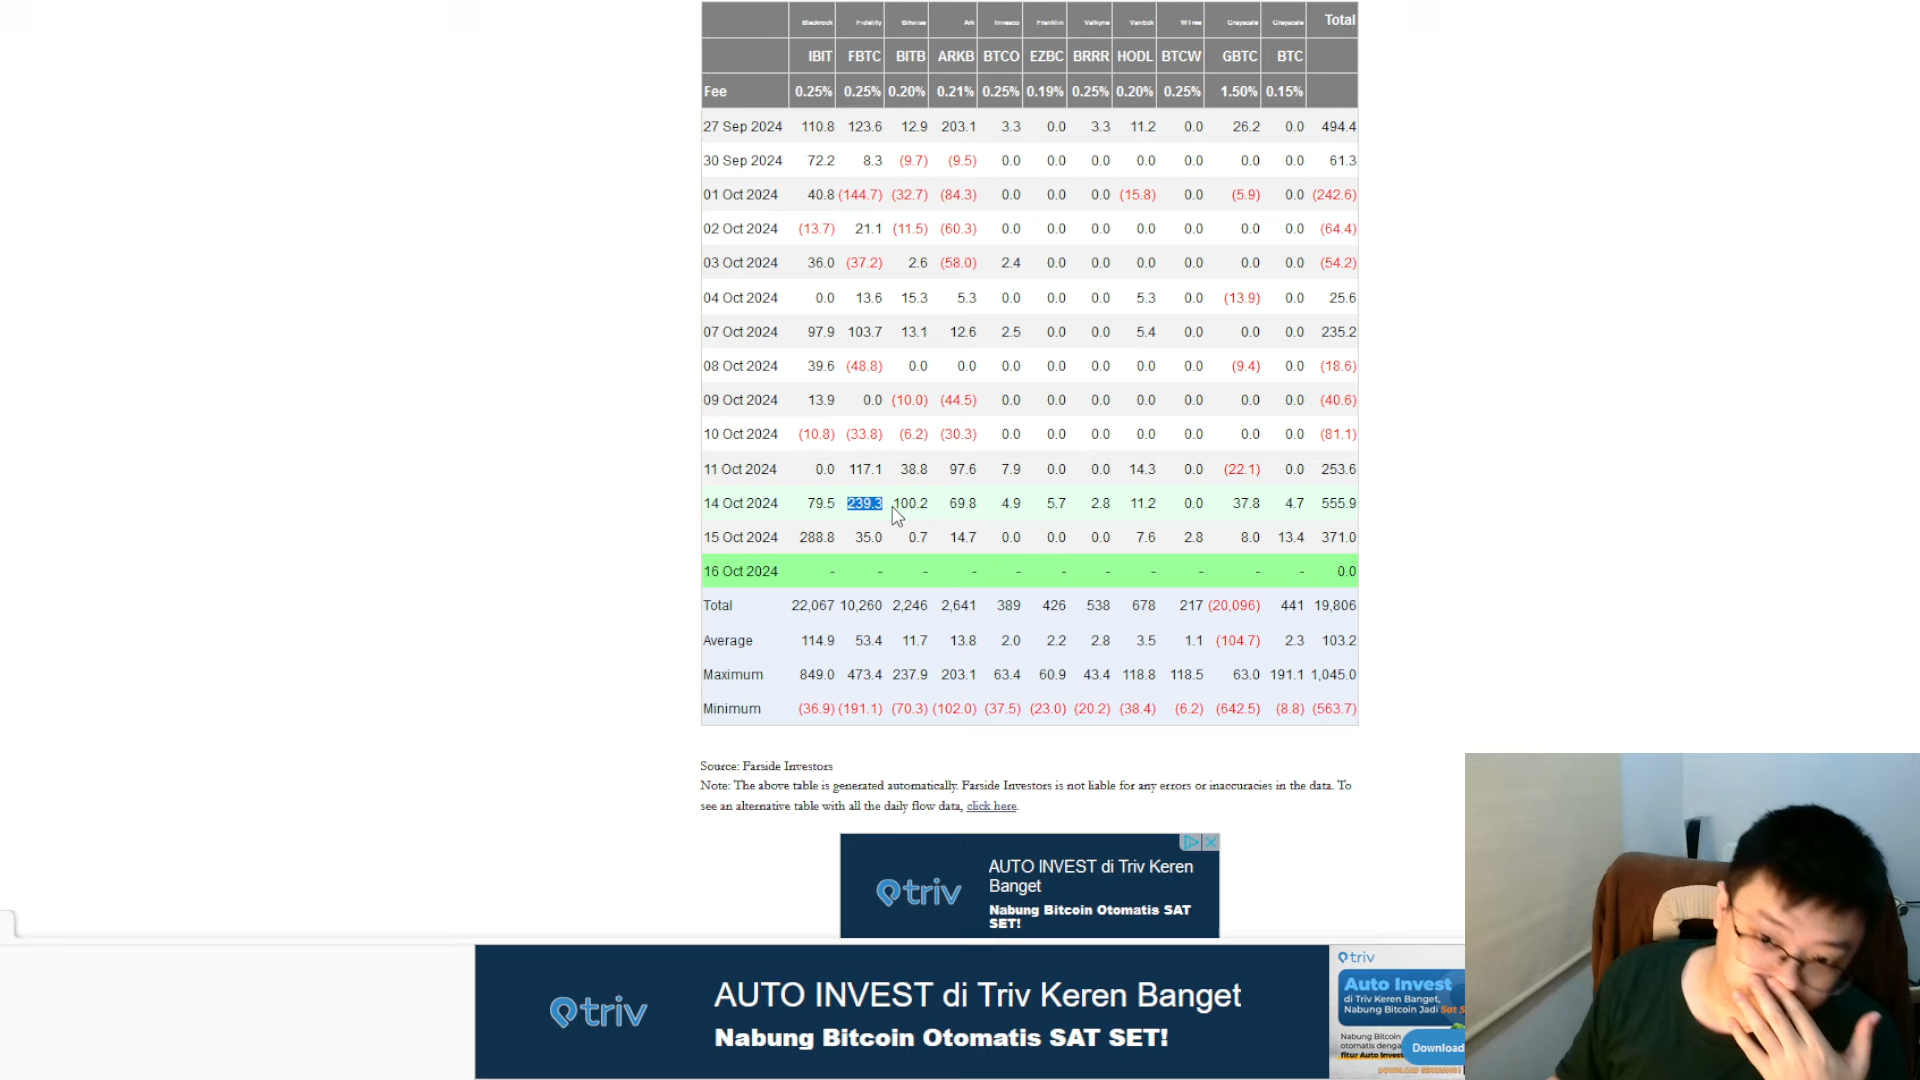 Blackrock Fidelity Bitwise Ark Invesco Franklin Valkyrie VanEck WTree Grayscale Grayscale Total
IBIT FBTC BITB ARKB BTCO EZBC BRRR HODL BTCW GBTC BTC
Fee 0.25% 0.25% 0.20% 0.21% 0.25% 0.19% 0.25% 0.20% 0.25% 1.50% 0.15%
27 Sep 2024 110.8 123.6 12.9 203.1 3.3 0.0 3.3 11.2 0.0 26.2 0.0 494.4
30 Sep 2024 72.2 8.3 (9.7) (9.5) 0.0 0.0 0.0 0.0 0.0 0.0 0.0 61.3
01 Oct 2024 40.8 (144.7) (32.7) (84.3) 0.0 0.0 0.0 (15.8) 0.0 (5.9) 0.0 (242.6)
02 Oct 2024 (13.7) 21.1 (11.5) (60.3) 0.0 0.0 0.0 0.0 0.0 0.0 0.0 (64.4)
03 Oct 2024 36.0 (37.2) 2.6 (58.0) 2.4 0.0 0.0 0.0 0.0 0.0 0.0 (54.2)
04 Oct 2024 0.0 13.6 15.3 5.3 0.0 0.0 0.0 5.3 0.0 (13.9) 0.0 25.6
07 Oct 2024 97.9 103.7 13.1 12.6 2.5 0.0 0.0 5.4 0.0 0.0 0.0 235.2
08 Oct 2024 39.6 (48.8) 0.0 0.0 0.0 0.0 0.0 0.0 0.0 (9.4) 0.0 (18.6)
09 Oct 2024 13.9 0.0 (10.0) (44.5) 0.0 0.0 0.0 0.0 0.0 0.0 0.0 (40.6)
10 Oct 2024 (10.8) (33.8) (6.2) (30.3) 0.0 0.0 0.0 0.0 0.0 0.0 0.0 (81.1)
11 Oct 2024 0.0 117.1 38.8 97.6 7.9 0.0 0.0 14.3 0.0 (22.1) 0.0 253.6
14 Oct 2024 79.5 239.3 100.2 69.8 4.9 5.7 2.8 11.2 0.0 37.8 4.7 555.9
15 Oct 2024 288.8 35.0 0.7 14.7 0.0 0.0 0.0 7.6 2.8 8.0 13.4 371.0
16 Oct 2024 - - - - - - - - - - - 0.0
Total 22,067 10,260 2,246 2,641 389 426 538 678 217 (20,096) 441 19,806
Average 114.9 53.4 11.7 13.8 2.0 2.2 2.8 3.5 1.1 (104.7) 2.3 103.2
Maximum 849.0 473.4 237.9 203.1 63.4 60.9 43.4 118.8 118.5 63.0 191.1 1,045.0
Minimum (36.9) (191.1) (70.3) (102.0) (37.5) (23.0) (20.2) (38.4) (6.2) (642.5) (8.8) (563.7)
Source: Farside Investors
Note: The above table is generated automatically. Farside Investors is not liable for any errors or inaccuracies in the data. To
see an alternative table with all the daily flow data, click here.
triv
AUTO INVEST di Triv Keren
Banget
Nabung Bitcoin Otomatis SAT
SET!
triv
AUTO INVEST di Triv Keren Banget
Nabung Bitcoin Otomatis SAT SET!
triv
Auto Invest
di Triv Keren Banget,
Nabung Bitcoin Jadi Sat S
Nabung Bitcoin
otomatis denga
fitur Auto Invest
Download